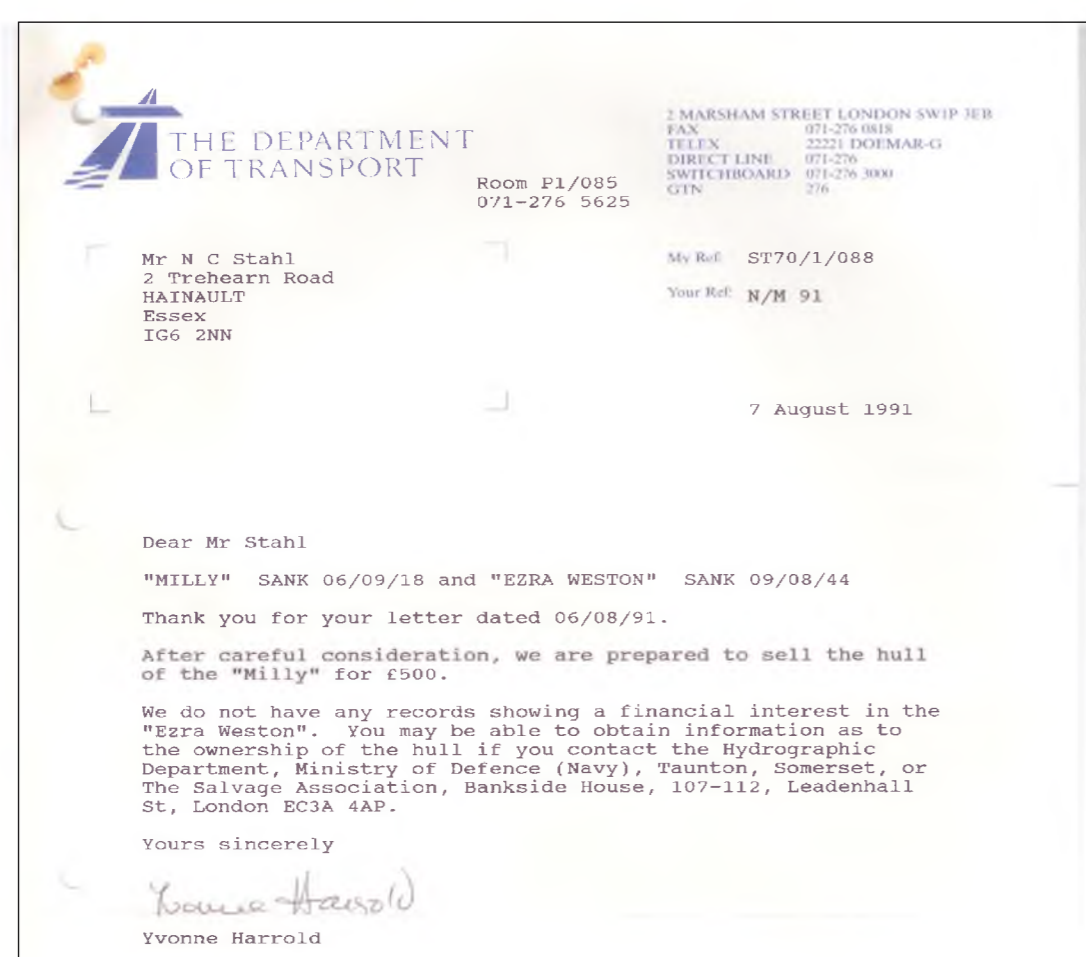 THE DEPARTMENT
OF TRANSPORT
2 MARSHAM STREET LONDON SW1P 3EB
FAX 071-276 0818
TELEX 22221 DOEMAR-G
DIRECT LINE 071-276
SWITCHBOARD 071-276 3000
GTN 276
Room P1/085
071-276 5625
Mr N C Stahl
2 Trehearn Road
HAINAULT
Essex
IG6 2NN
My Ref: ST70/1/088
Your Ref: N/M 91
7 August 1991
Dear Mr Stahl
"MILLY" SANK 06/09/18 and "EZRA WESTON" SANK 09/08/44
Thank you for your letter dated 06/08/91.
After careful consideration, we are prepared to sell the hull
of the "Milly" for £500.
We do not have any records showing a financial interest in the
"Ezra Weston". You may be able to obtain information as to
the ownership of the hull if you contact the Hydrographic
Department, Ministry of Defence (Navy), Taunton, Somerset, or
The Salvage Association, Bankside House, 107-112, Leadenhall
St, London EC3A 4AP.
Yours sincerely
Yvonne Harrold
Yvonne Harrold